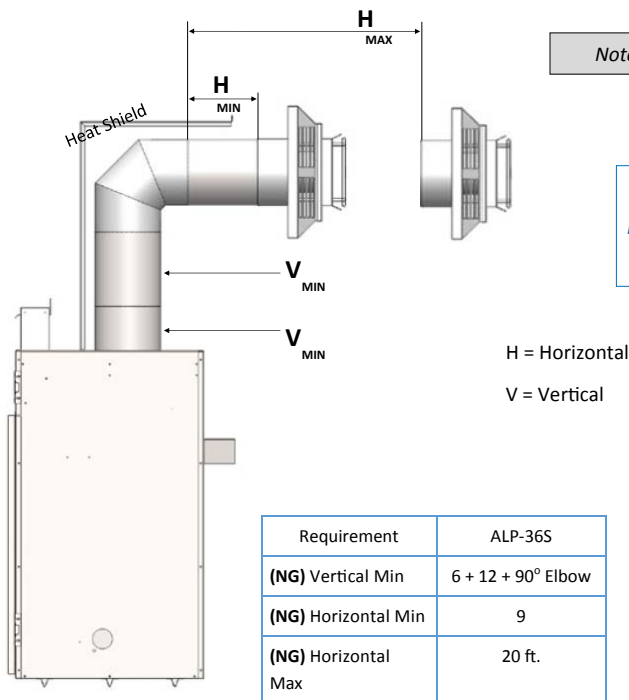 H
MAX
Note
H
MIN
Heat Shield
V
MIN
V
MIN
H = Horizontal
V = Vertical
Requirement ALP-36S
(NG) Vertical Min 6 + 12 + 90° Elbow
(NG) Horizontal Min 9
(NG) Horizontal 20 ft.
Max